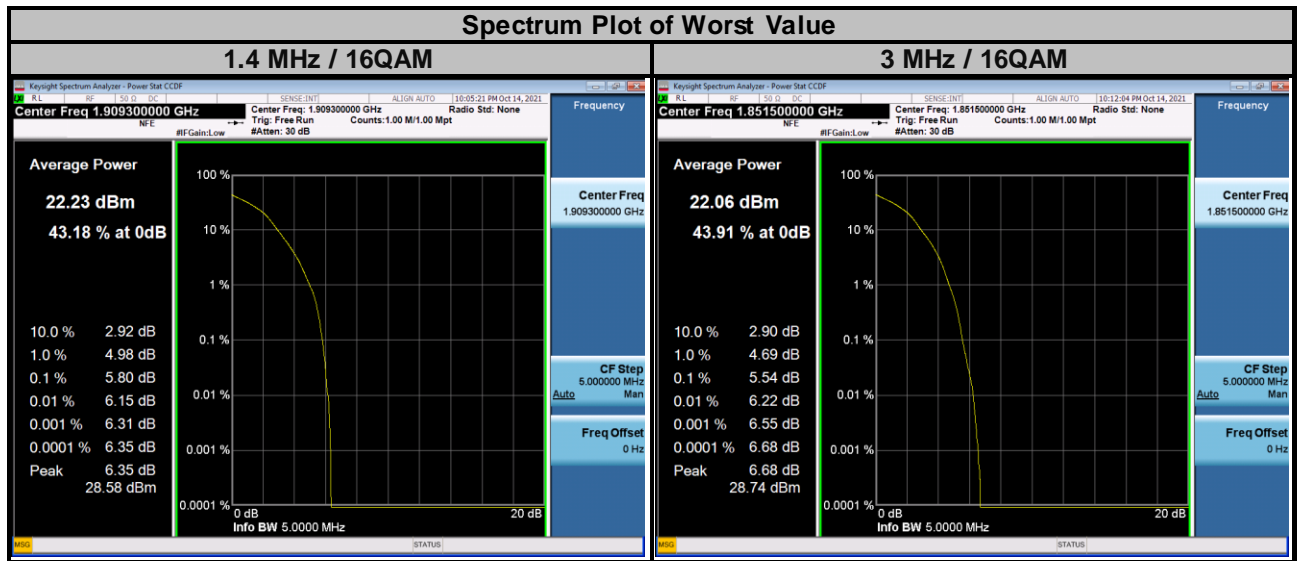 Spectrum Plot of Worst Value
1.4 MHz / 16QAM
3 MHz / 16QAM
Keysight Spectrum Analyzer - Power Stat CCDF
RL RF 50 Ω DC SENSE:INT ALIGN AUTO 10:05:21 PM Oct 14, 2021
Center Freq 1.909300000 GHz
NFE
#IFGain:Low
Center Freq: 1.909300000 GHz Radio Std: None
Trig: Free Run Counts:1.00 M/1.00 Mpt
#Atten: 30 dB
Frequency
Average Power
22.23 dBm
43.18 % at 0dB
10.0 % 2.92 dB
1.0 % 4.98 dB
0.1 % 5.80 dB
0.01 % 6.15 dB
0.001 % 6.31 dB
0.0001 % 6.35 dB
Peak 6.35 dB
28.58 dBm
100 %
10 %
1 %
0.1 %
0.01 %
0.001 %
0.0001 %
0 dB 20 dB
Info BW 5.0000 MHz
Center Freq
1.909300000 GHz
CF Step
5.000000 MHz
Auto Man
Freq Offset
0 Hz
MSG STATUS
Keysight Spectrum Analyzer - Power Stat CCDF
RL RF 50 Ω DC SENSE:INT ALIGN AUTO 10:12:04 PM Oct 14, 2021
Center Freq 1.851500000 GHz
NFE
#IFGain:Low
Center Freq: 1.851500000 GHz Radio Std: None
Trig: Free Run Counts:1.00 M/1.00 Mpt
#Atten: 30 dB
Frequency
Average Power
22.06 dBm
43.91 % at 0dB
10.0 % 2.90 dB
1.0 % 4.69 dB
0.1 % 5.54 dB
0.01 % 6.22 dB
0.001 % 6.55 dB
0.0001 % 6.68 dB
Peak 6.68 dB
28.74 dBm
100 %
10 %
1 %
0.1 %
0.01 %
0.001 %
0.0001 %
0 dB 20 dB
Info BW 5.0000 MHz
Center Freq
1.851500000 GHz
CF Step
5.000000 MHz
Auto Man
Freq Offset
0 Hz
MSG STATUS